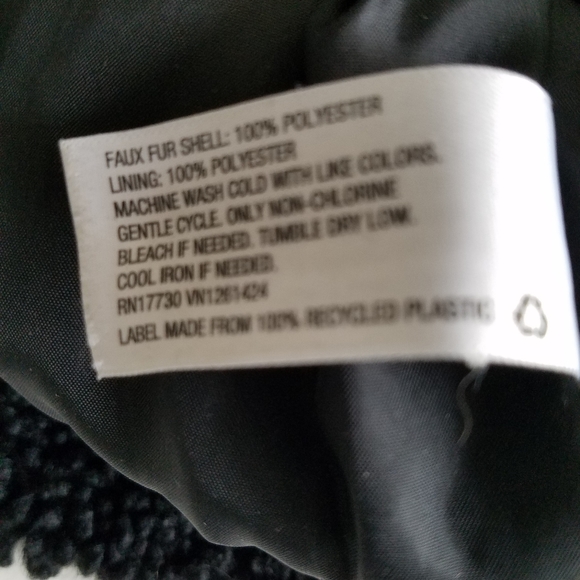 FAUX FUR SHELL: 100% POLYESTER
LINING: 100% POLYESTER
MACHINE WASH COLD WITH LIKE COLORS.
GENTLE CYCLE. ONLY NON-CHLORINE
BLEACH IF NEEDED. TUMBLE DRY LOW.
COOL IRON IF NEEDED.
RN17730 VN1261424
LABEL MADE FROM 100% RECYCLED PLASTIC